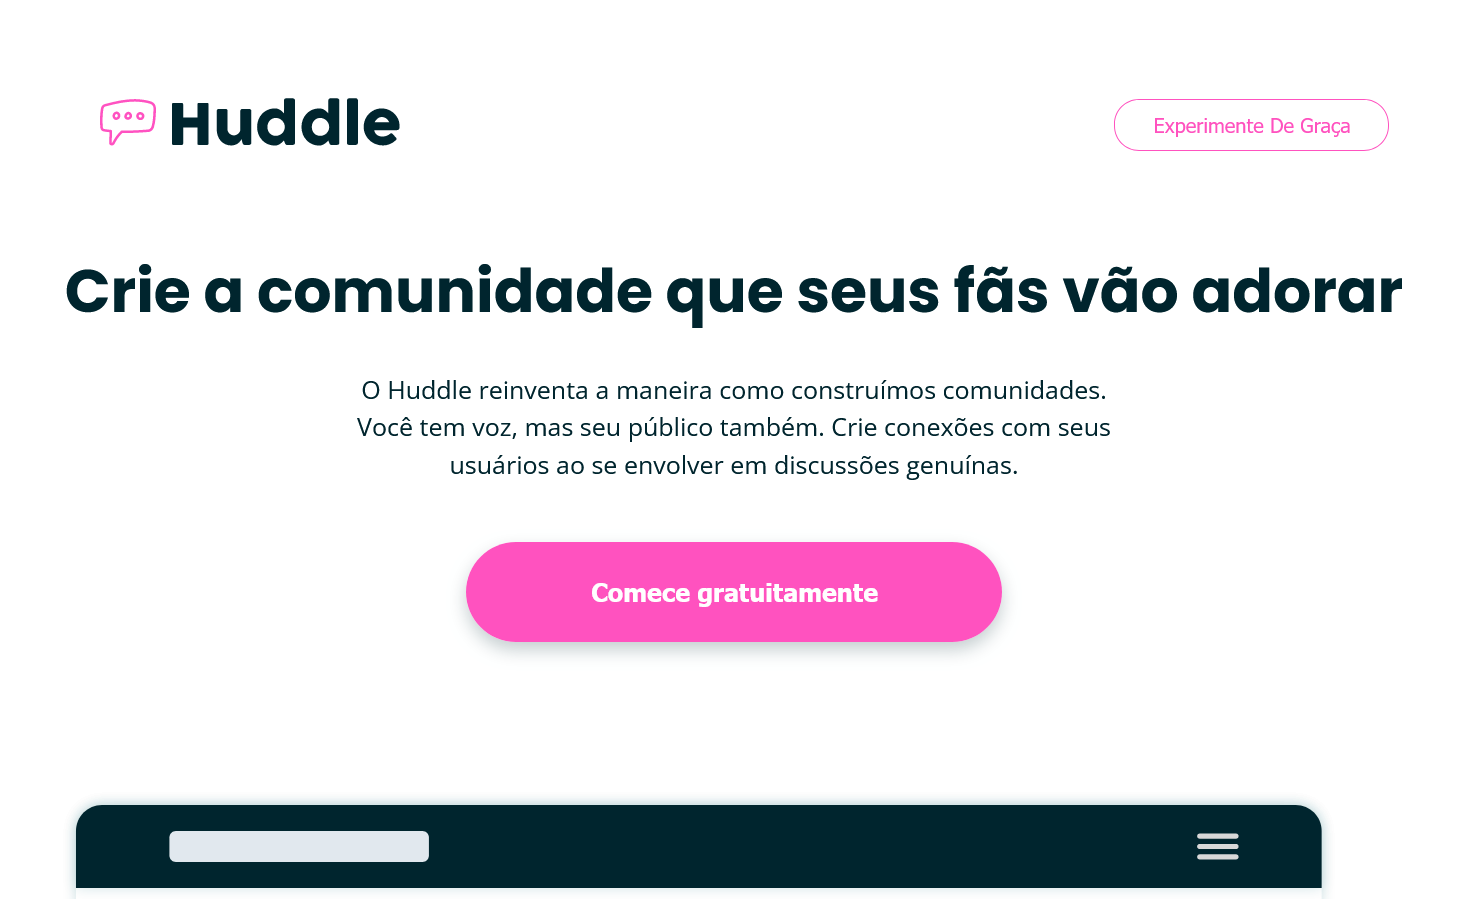 Huddle
Experimente De Graça
Crie a comunidade que seus fãs vão adorar
O Huddle reinventa a maneira como construímos comunidades.
Você tem voz, mas seu público também. Crie conexões com seus
usuários ao se envolver em discussões genuínas.
Comece gratuitamente